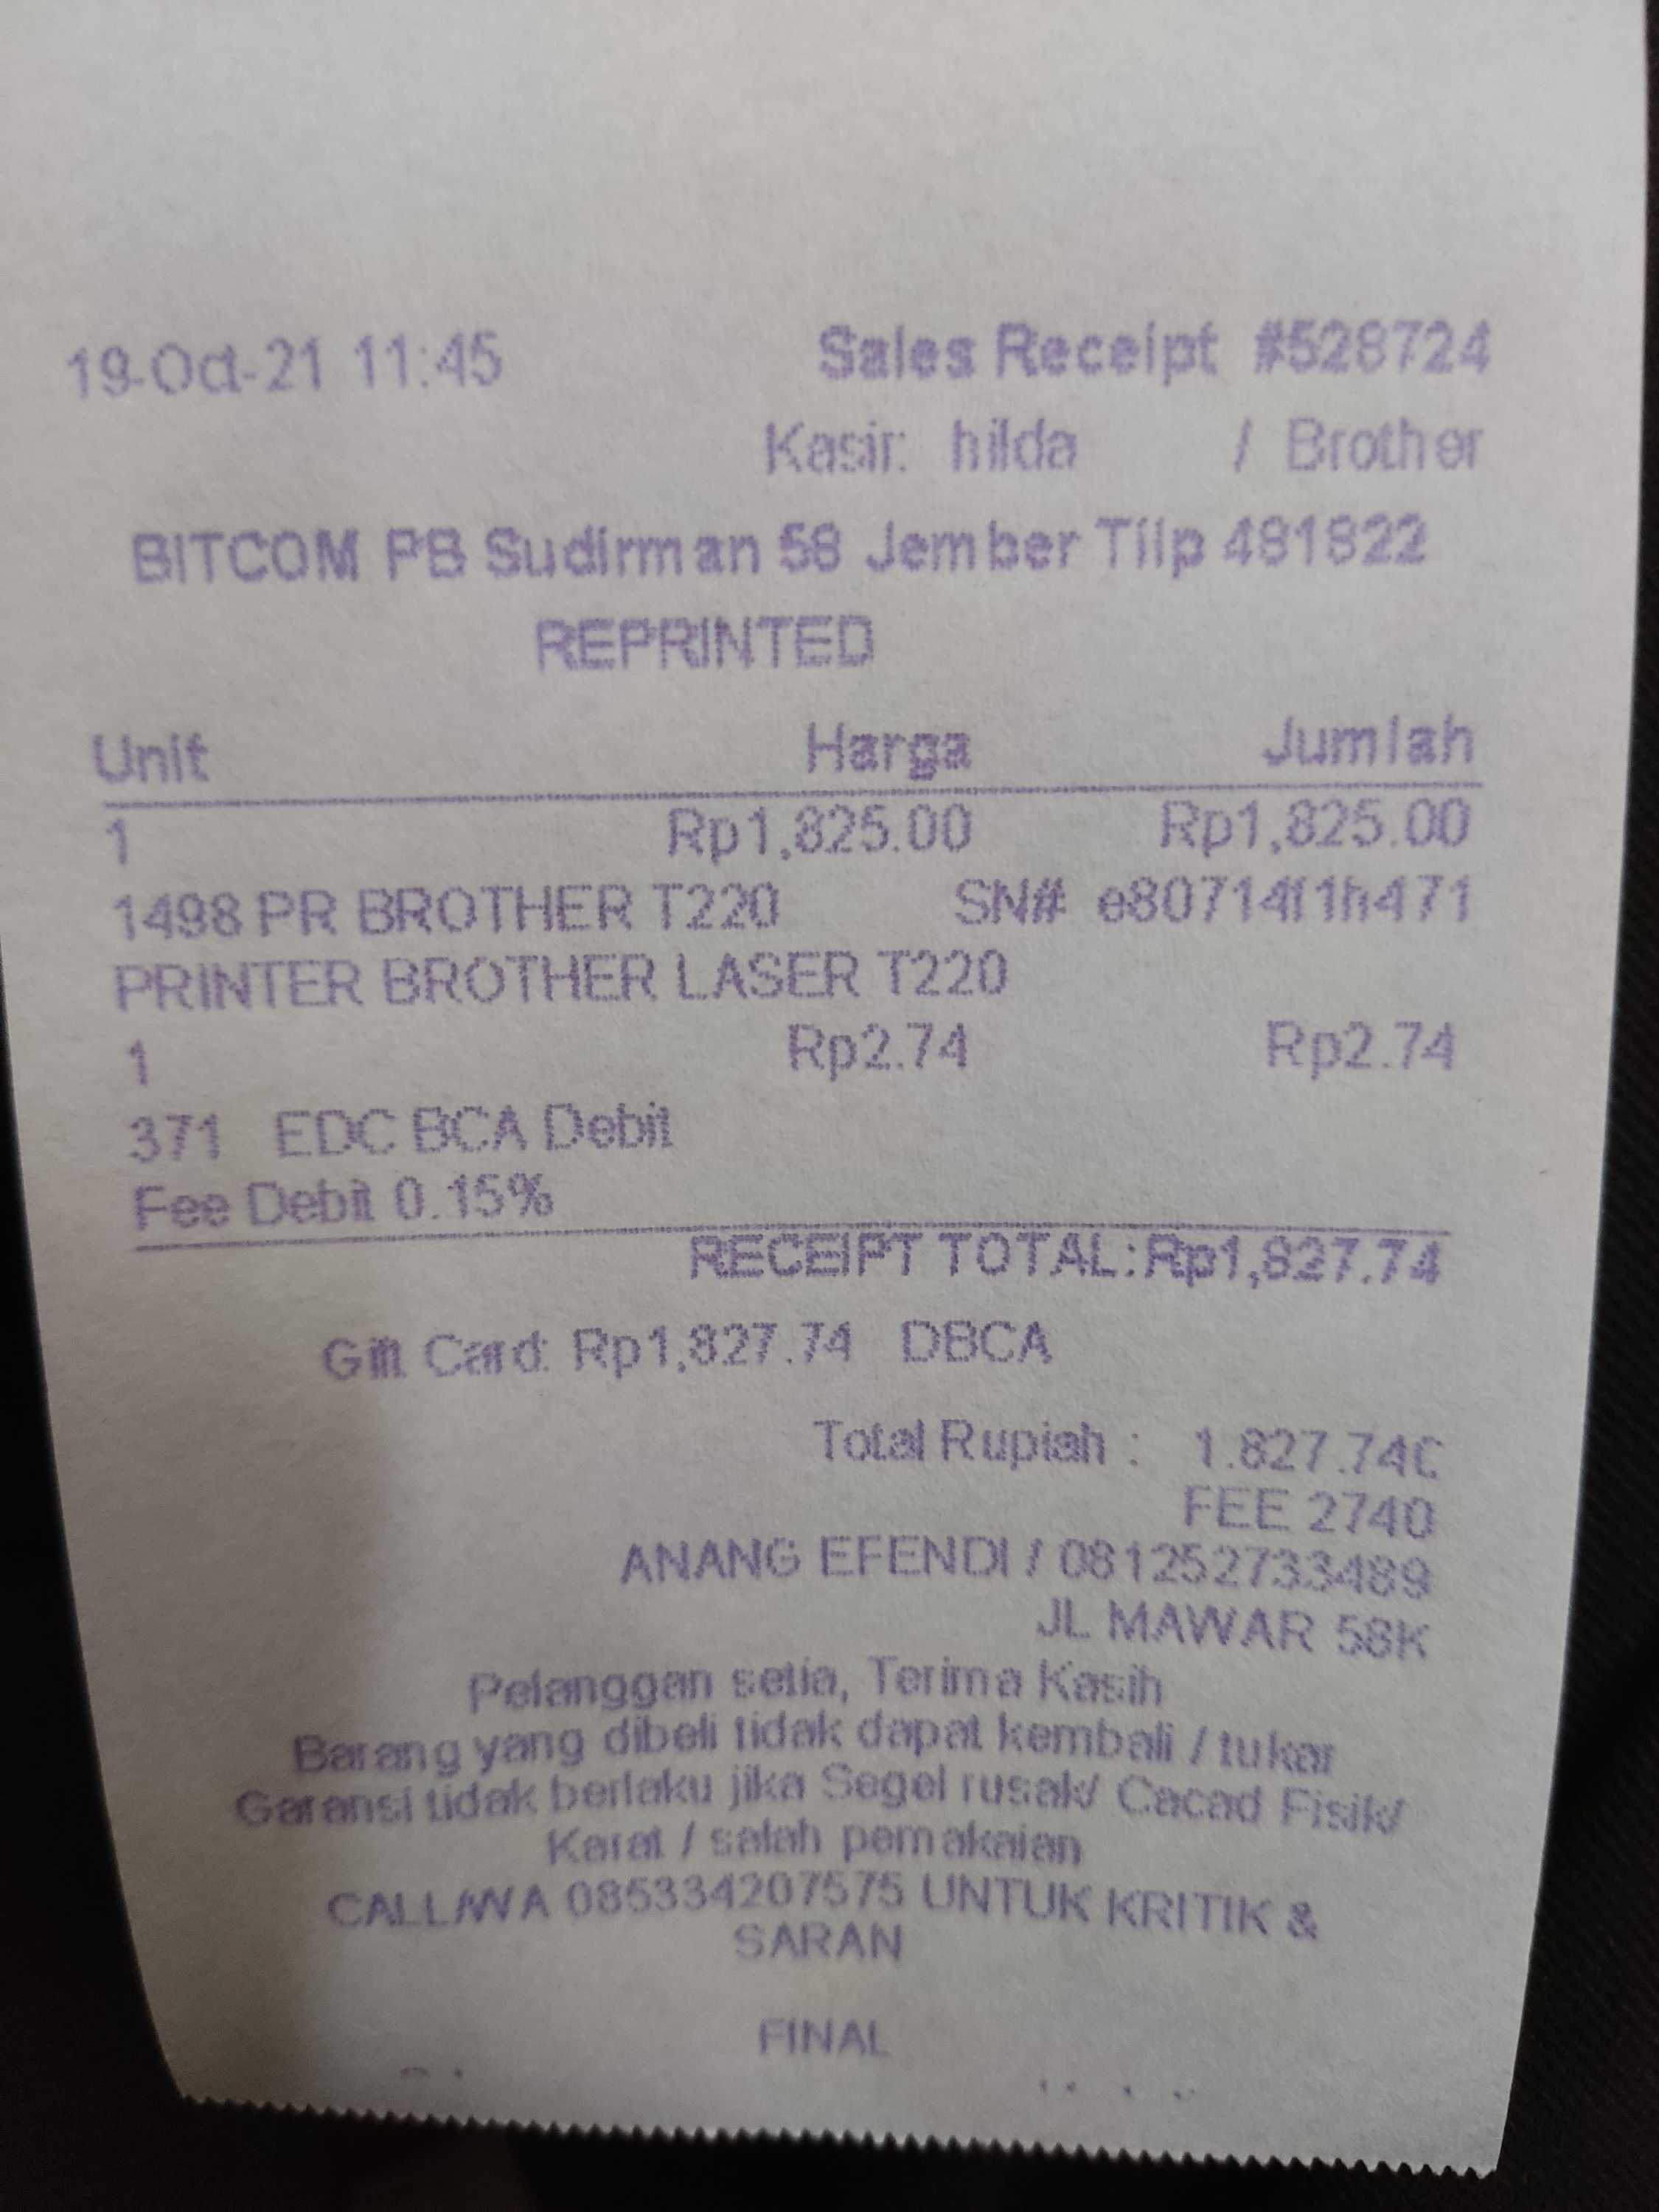 19-Oct-21 11:45 Sales Receipt #528724
Kasir: hilda / Brother
BITCOM PB Sudirman 58 Jember Tilp 481822
REPRINTED
Unit Harga Jumlah
1 Rp1,825.00 Rp1,825.00
1498 PR BROTHER T220 SN# e80714f1h471
PRINTER BROTHER LASER T220
1 Rp2.74 Rp2.74
371 EDC BCA Debit
Fee Debit 0.15%
RECEIPT TOTAL: Rp1,827.74
Gift Card: Rp1,827.74 DBCA
Total Rupiah : 1.827.740
FEE 2740
ANANG EFENDI / 081252733489
JL MAWAR 58K
Pelanggan setia, Terima Kasih
Barang yang dibeli tidak dapat kembali / tukar
Garansi tidak berlaku jika Segel rusak/ Cacad Fisik/
Karat / salah pemakaian
CALL/WA 085334207575 UNTUK KRITIK &
SARAN
FINAL